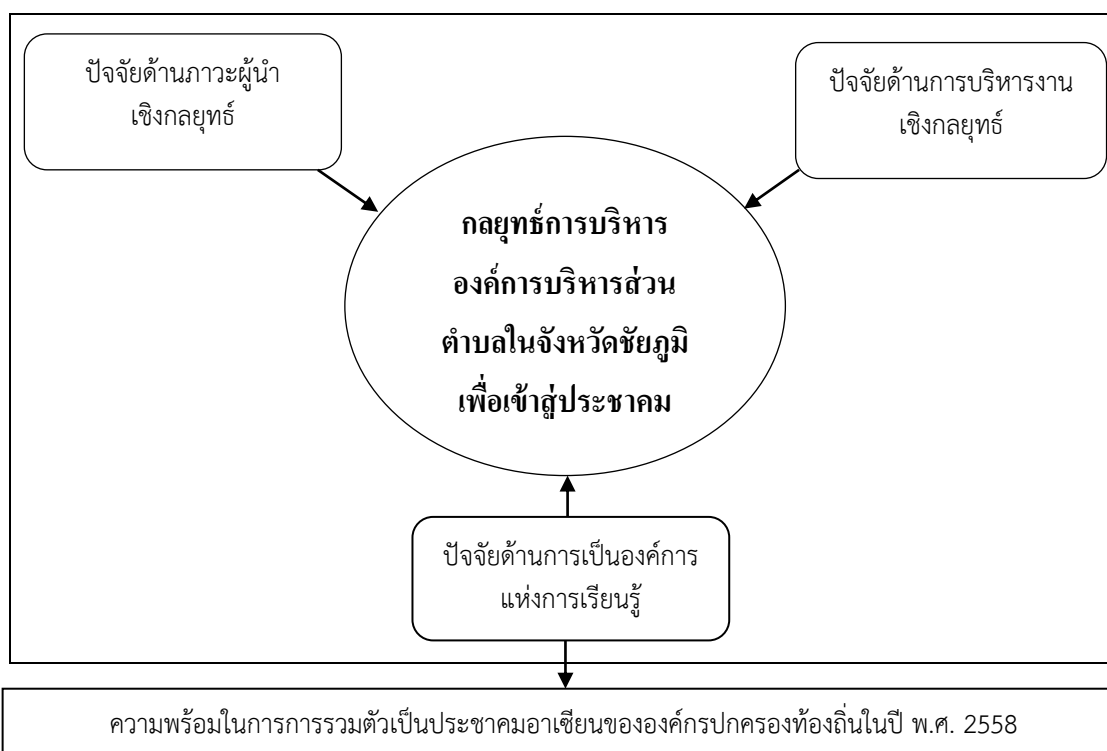 ปัจจัยด้านภาวะผู้นำ
เชิงกลยุทธ์
ปัจจัยด้านการบริหารงาน
เชิงกลยุทธ์
กลยุทธ์การบริหาร
องค์การบริหารส่วน
ตำบลในจังหวัดชัยภูมิ
เพื่อเข้าสู่ประชาคม
ปัจจัยด้านการเป็นองค์การ
แห่งการเรียนรู้
ความพร้อมในการการรวมตัวเป็นประชาคมอาเซียนขององค์กรปกครองท้องถิ่นในปี พ.ศ. 2558